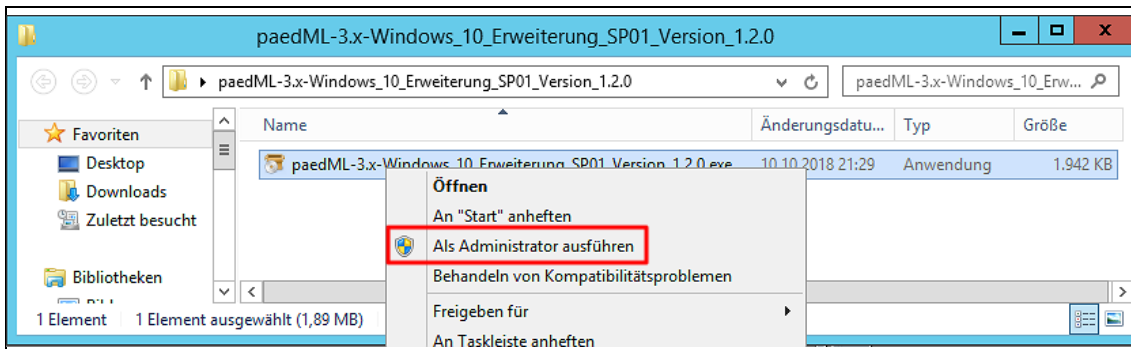 paedML-3.x-Windows_10_Erweiterung_SP01_Version_1.2.0
paedML-3.x-Windows_10_Erweiterung_SP01_Version_1.2.0
paedML-3.x-Windows_10_Erw...
Favoriten
Desktop
Downloads
Zuletzt besucht
Bibliotheken
Name Änderungsdatu... Typ Größe
paedML-3.x-Windows_10_Erweiterung_SP01_Version_1.2.0.exe 10.10.2018 21:29 Anwendung 1.942 KB
Öffnen
An "Start" anheften
Als Administrator ausführen
Behandeln von Kompatibilitätsproblemen
Freigeben für
An Taskleiste anheften
1 Element 1 Element ausgewählt (1,89 MB)